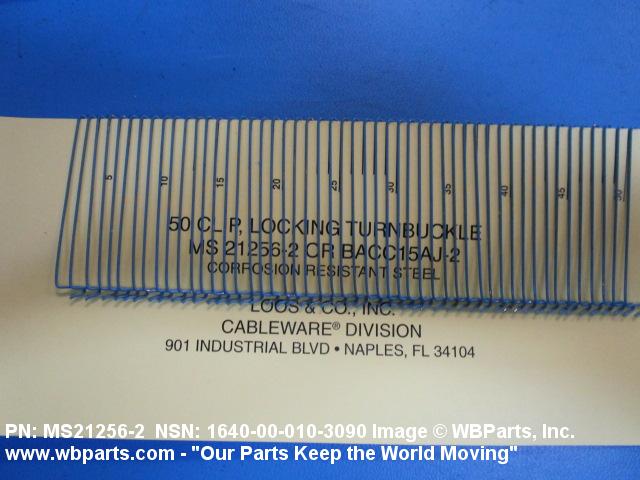 5 10 15 20 25 30 35 40 45 50
50 CLIP, LOCKING TURNBUCKLE
MS 21256-2 OR BACC15AJ-2
CORROSION RESISTANT STEEL
LOOS & CO., INC.
CABLEWARE® DIVISION
901 INDUSTRIAL BLVD • NAPLES, FL 34104
PN: MS21256-2 NSN: 1640-00-010-3090 Image © WBParts, Inc.
www.wbparts.com - "Our Parts Keep the World Moving"